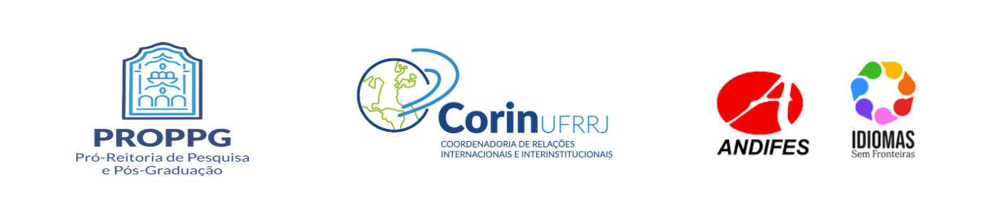 PROPPG
Pró-Reitoria de Pesquisa
e Pós-Graduação
CorinUFRRJ
COORDENADORIA DE RELAÇÕES
INTERNACIONAIS E INTERINSTITUCIONAIS
ANDIFES
IDIOMAS
Sem Fronteiras